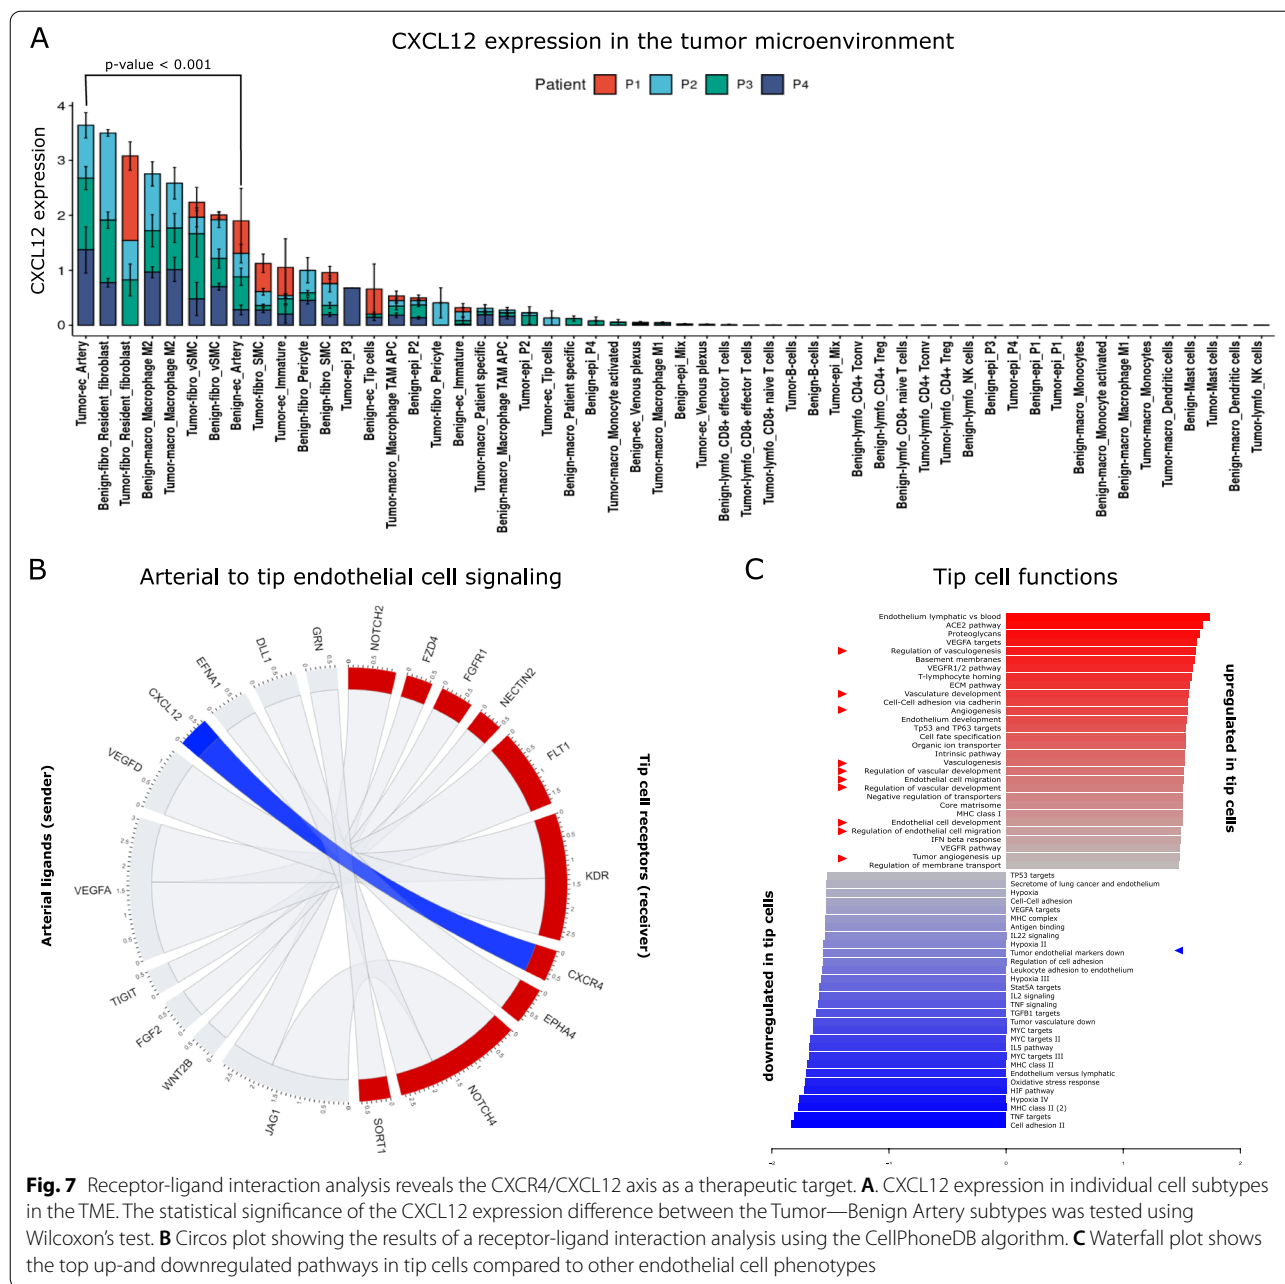 A
CXCL12 expression in the tumor microenvironment
p-value < 0.001
Patient P1 P2 P3 P4
CXCL12 expression
4
3
2
1
0
Tumor-ec_Artery
Benign-fibro_Resident_fibroblast
Tumor-fibro_Resident_fibroblast
Benign-macro_Macrophage M2
Tumor-macro_Macrophage M2
Tumor-fibro_vSMC
Benign-fibro_vSMC
Benign-ec_Artery
Tumor-fibro_SMC
Tumor-ec_Immature
Benign-fibro_Pericyte
Benign-fibro_SMC
Tumor-epi_P3
Benign-ec_Tip cells
Tumor-macro_Macrophage TAM APC
Benign-epi_P2
Tumor-fibro_Pericyte
Benign-ec_Immature
Tumor-macro_Patient specific
Benign-macro_Macrophage TAM APC
Tumor-epi_P2
Tumor-ec_Tip cells
Benign-macro_Patient specific
Benign-epi_P4
Tumor-macro_Monocyte activated
Benign-ec_Venous plexus
Tumor-macro_Macrophage M1
Benign-epi_Mix
Tumor-ec_Venous plexus
Benign-lymfo_CD8+ effector T cells
Tumor-lymfo_CD8+ effector T cells
Tumor-lymfo_CD8+ naive T cells
Tumor-B-cells
Benign-B-cells
Tumor-epi_Mix
Benign-lymfo_CD4+ Tconv
Benign-lymfo_CD4+ Treg
Benign-lymfo_CD8+ naive T cells
Tumor-lymfo_CD4+ Tconv
Tumor-lymfo_CD4+ Treg
Benign-lymfo_NK cells
Benign-epi_P3
Tumor-epi_P4
Benign-epi_P1
Tumor-epi_P1
Benign-macro_Monocytes
Benign-macro_Monocyte activated
Benign-macro_Macrophage M1
Tumor-macro_Monocytes
Tumor-macro_Dendritic cells
Benign-Mast cells
Tumor-Mast cells
Benign-macro_Dendritic cells
Tumor-lymfo_NK cells
B
Arterial to tip endothelial cell signaling
Arterial ligands (sender)
Tip cell receptors (receiver)
NOTCH2
FZD4
FGFR1
NECTIN2
FLT1
KDR
CXCR4
EPHA4
NOTCH4
SORT1
JAG1
WNT2B
FGF2
TIGIT
VEGFA
VEGFD
CXCL12
EFNA1
DLL1
GRN
C
Tip cell functions
upregulated in tip cells
downregulated in tip cells
Endothelium lymphatic vs blood
ACE2 pathway
Proteoglycans
VEGFA targets
Regulation of vasculogenesis
Basement membranes
VEGFR1/2 pathway
T-lymphocyte homing
ECM pathway
Vasculature development
Cell-Cell adhesion via cadherin
Angiogenesis
Endothelium development
Tp53 and TP63 targets
Cell fate specification
Organic ion transporter
Intrinsic pathway
Vasculogenesis
Regulation of vascular development
Endothelial cell migration
Regulation of vascular development
Negative regulation of transporters
Core matrisome
MHC class I
Endothelial cell development
Regulation of endothelial cell migration
IFN beta response
VEGFR pathway
Tumor angiogenesis up
Regulation of membrane transport
TP53 targets
Secretome of lung cancer and endothelium
Hypoxia
Cell-Cell adhesion
VEGFA targets
MHC complex
Antigen binding
IL22 signaling
Hypoxia II
Tumor endothelial markers down
Regulation of cell adhesion
Leukocyte adhesion to endothelium
Hypoxia III
Stat5A targets
IL2 signaling
TNF signaling
TGFB1 targets
Tumor vasculature down
MYC targets
MYC targets II
IL5 pathway
MYC targets III
MHC class II
Endothelium versus lymphatic
Oxidative stress response
HIF pathway
Hypoxia IV
MHC class II (2)
TNF targets
Cell adhesion II
−2 −1 0 1 2
Fig. 7 Receptor-ligand interaction analysis reveals the CXCR4/CXCL12 axis as a therapeutic target. A. CXCL12 expression in individual cell subtypes
in the TME. The statistical significance of the CXCL12 expression difference between the Tumor—Benign Artery subtypes was tested using
Wilcoxon's test. B Circos plot showing the results of a receptor-ligand interaction analysis using the CellPhoneDB algorithm. C Waterfall plot shows
the top up-and downregulated pathways in tip cells compared to other endothelial cell phenotypes